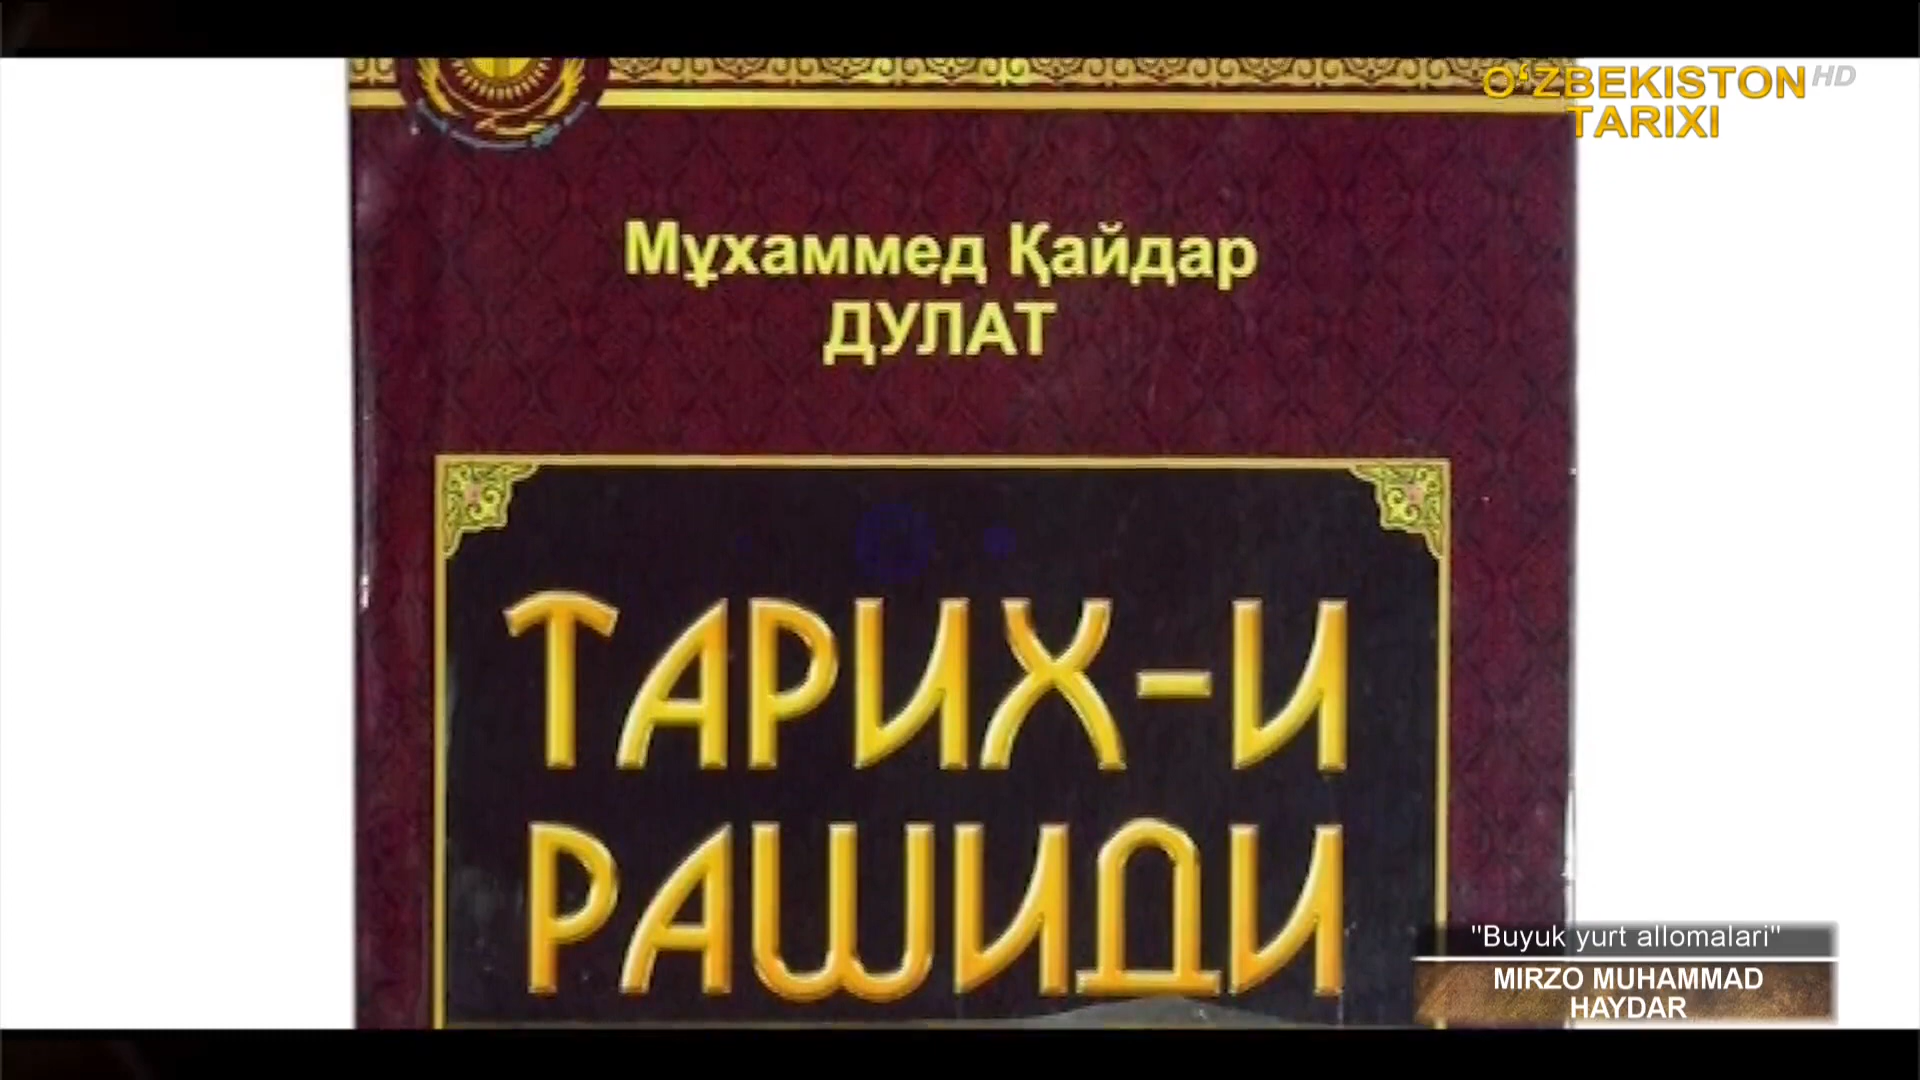 O‘ZBEKISTON HD
TARIXI
Мұхаммед Қайдар
ДУЛАТ
ТАРИХ-И
РАШИДИ
"Buyuk yurt allomalari"
MIRZO MUHAMMAD
HAYDAR